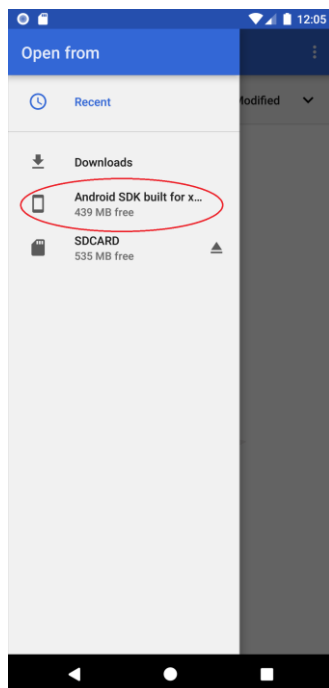 12:05
Open from
Recent
Modified
Downloads
Android SDK built for x...
439 MB free
SDCARD
535 MB free